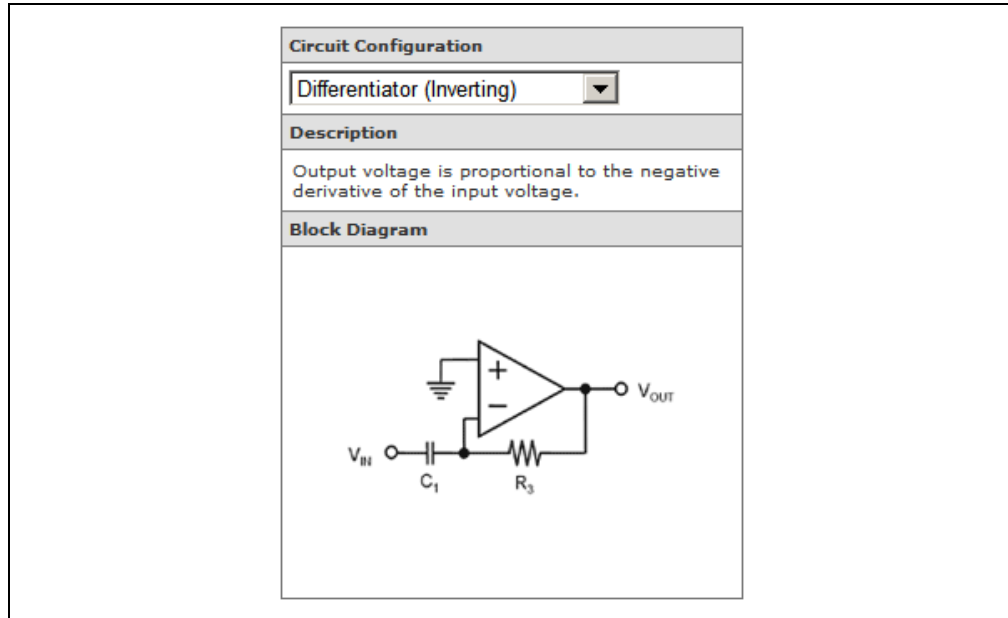 Circuit Configuration
Differentiator (Inverting)
Description
Output voltage is proportional to the negative
derivative of the input voltage.
Block Diagram
+
−
VOUT
VIN
C1
R3